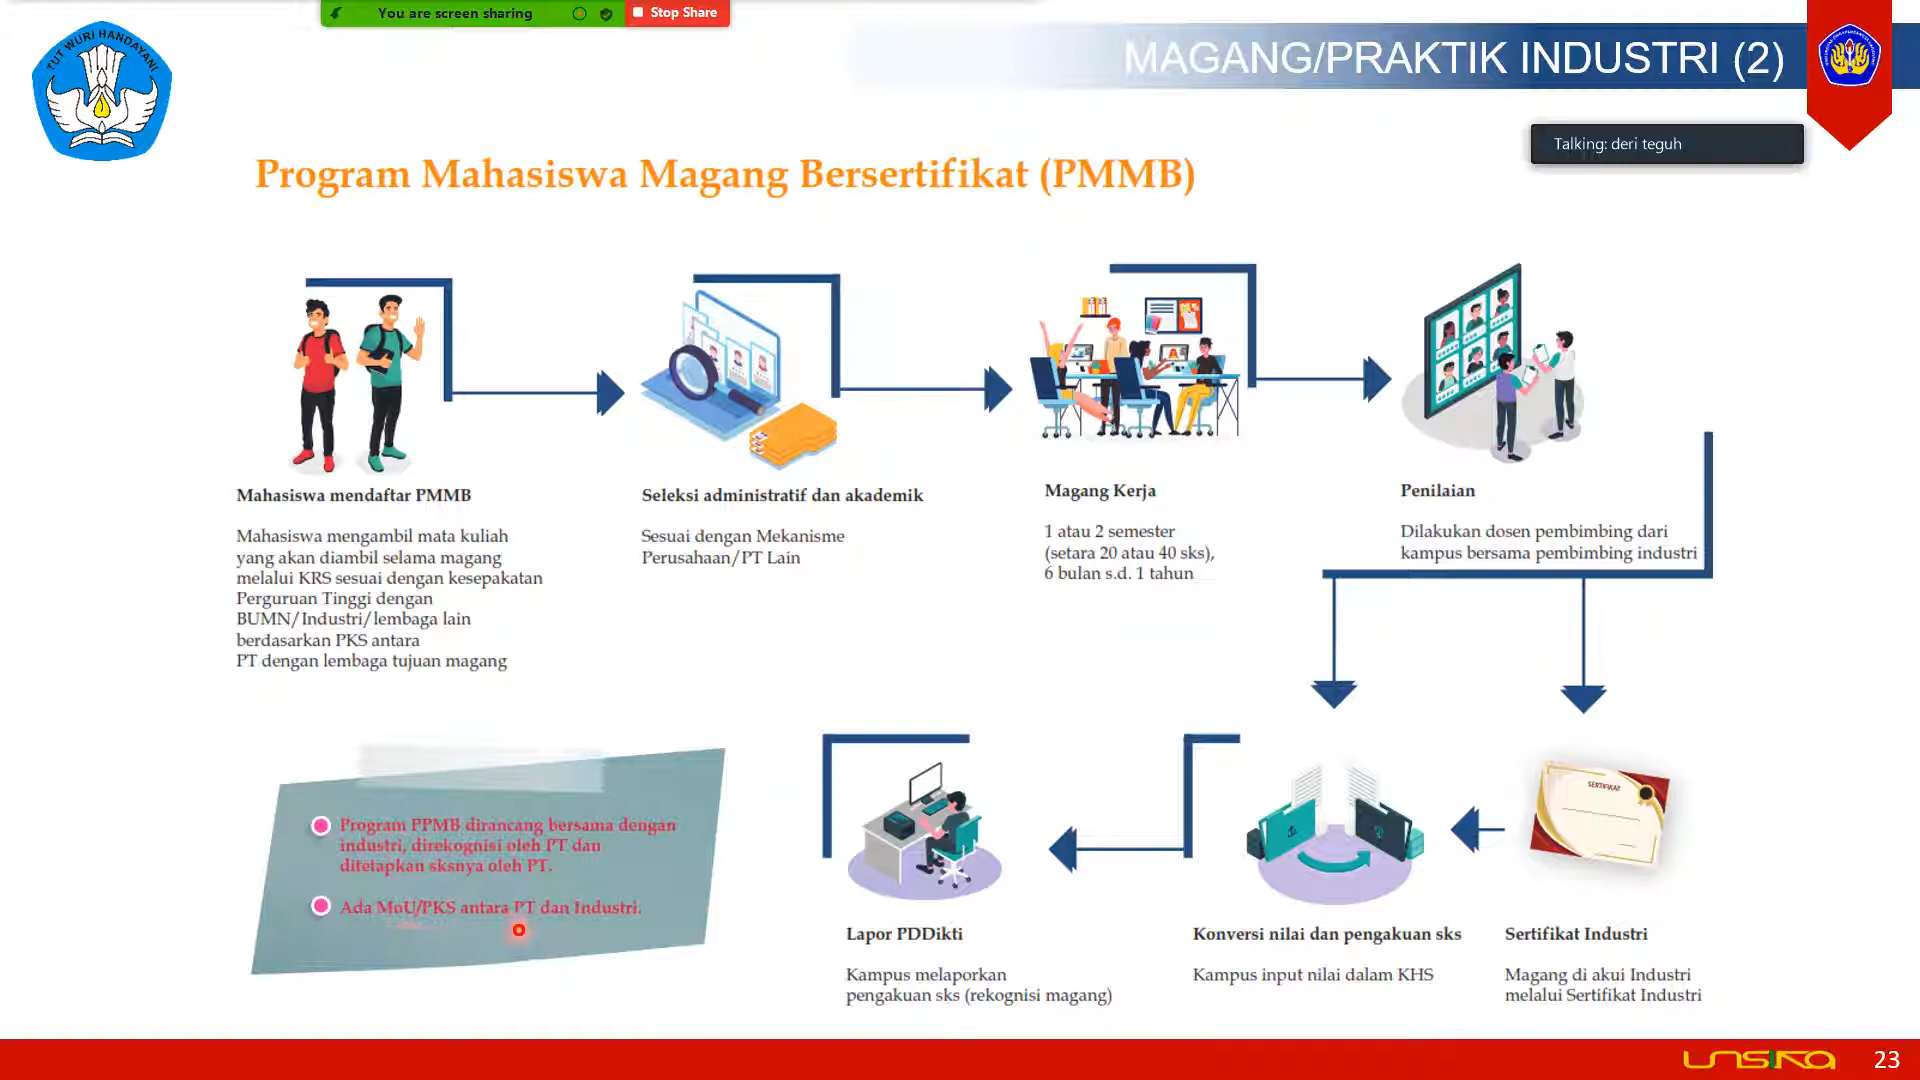 You are screen sharing
Stop Share
TUT WURI HANDAYANI
MAGANG/PRAKTIK INDUSTRI (2)
Talking: deri teguh
Program Mahasiswa Magang Bersertifikat (PMMB)
Mahasiswa mendaftar PMMB
Mahasiswa mengambil mata kuliah
yang akan diambil selama magang
melalui KRS sesuai dengan kesepakatan
Perguruan Tinggi dengan
BUMN/Industri/lembaga lain
berdasarkan PKS antara
PT dengan lembaga tujuan magang
Seleksi administratif dan akademik
Sesuai dengan Mekanisme
Perusahaan/PT Lain
Magang Kerja
1 atau 2 semester
(setara 20 atau 40 sks),
6 bulan s.d. 1 tahun
Penilaian
Dilakukan dosen pembimbing dari
kampus bersama pembimbing industri
Program PPMB dirancang bersama dengan
industri, direkognisi oleh PT dan
ditetapkan sksnya oleh PT.
Ada MoU/PKS antara PT dan Industri.
Lapor PDDikti
Kampus melaporkan
pengakuan sks (rekognisi magang)
Konversi nilai dan pengakuan sks
Kampus input nilai dalam KHS
SERTIFIKAT
Sertifikat Industri
Magang di akui Industri
melalui Sertifikat Industri
UNSIKA
23